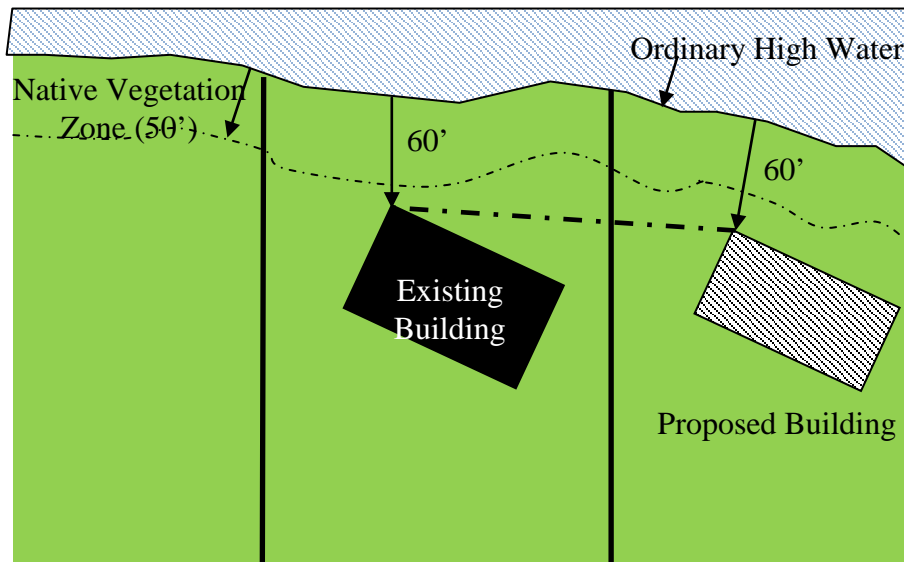 Ordinary High Water
Native Vegetation
Zone (50’)
60’
60’
Existing
Building
Proposed Building